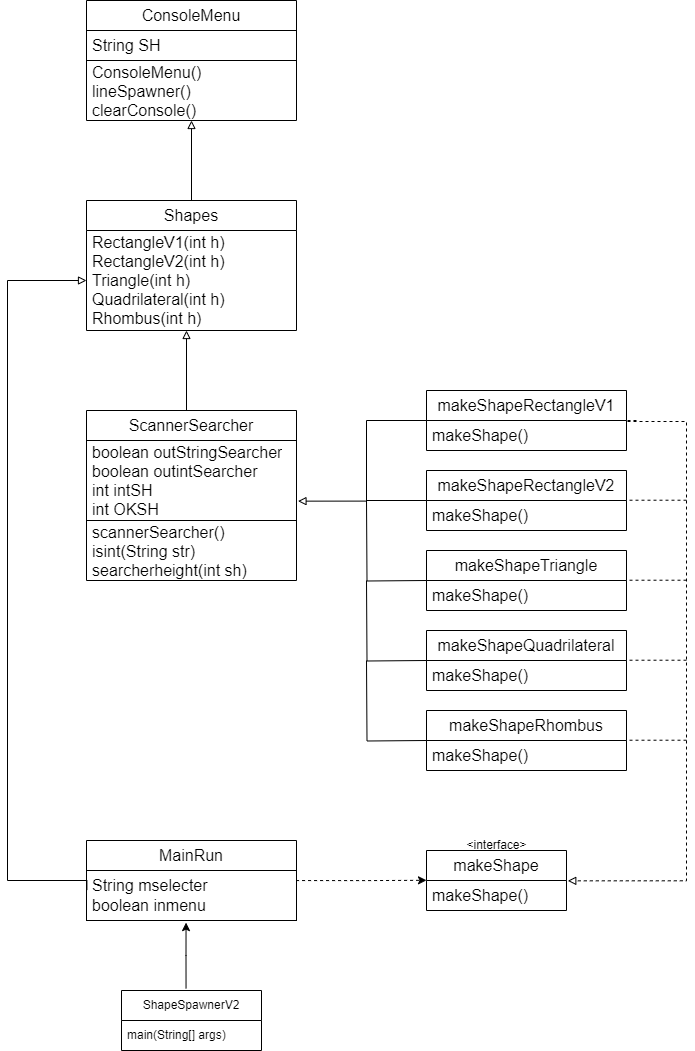 ConsoleMenu
String SH
ConsoleMenu()
lineSpawner()
clearConsole()
Shapes
RectangleV1(int h)
RectangleV2(int h)
Triangle(int h)
Quadrilateral(int h)
Rhombus(int h)
ScannerSearcher
boolean outStringSearcher
boolean outintSearcher
int intSH
int OKSH
scannerSearcher()
isint(String str)
searcherheight(int sh)
makeShapeRectangleV1
makeShape()
makeShapeRectangleV2
makeShape()
makeShapeTriangle
makeShape()
makeShapeQuadrilateral
makeShape()
makeShapeRhombus
makeShape()
MainRun
String mselecter
boolean inmenu
<interface>
makeShape
makeShape()
ShapeSpawnerV2
main(String[] args)